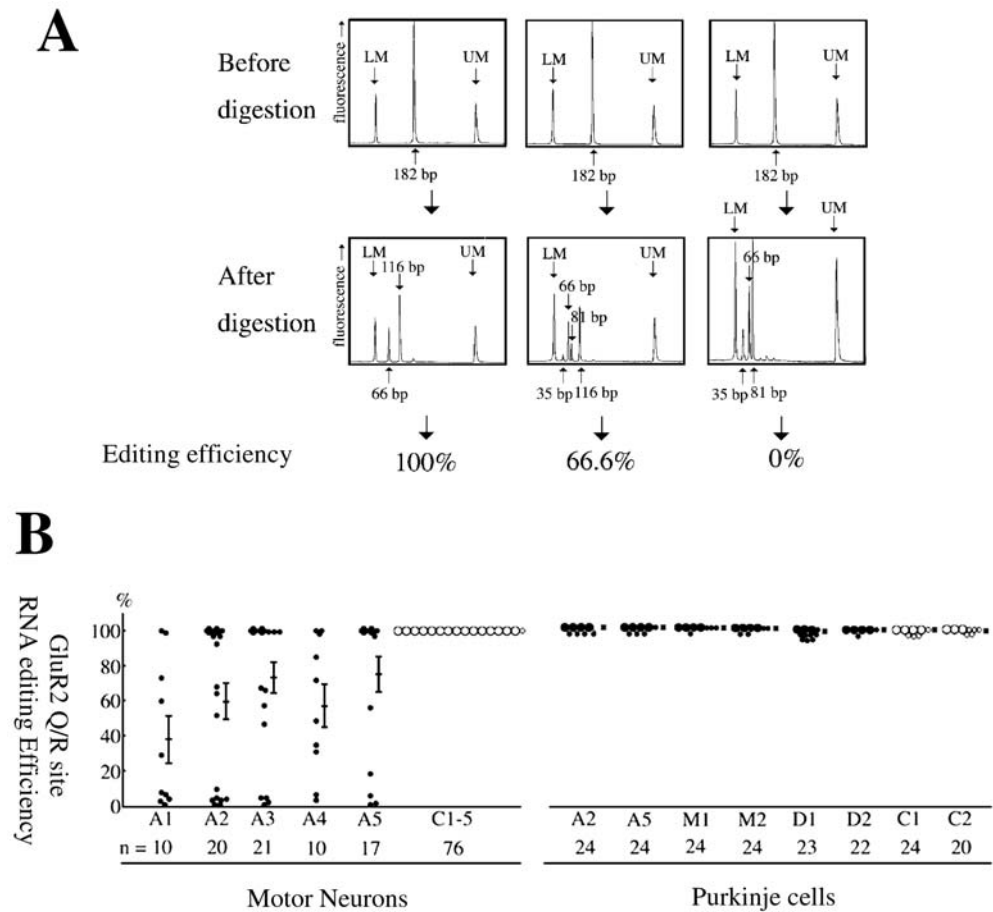 A
Before
digestion
fluorescence →
LM
UM
182 bp
LM
UM
182 bp
LM
UM
182 bp
After
digestion
fluorescence →
LM
116 bp
UM
66 bp
LM
66 bp
81 bp
UM
35 bp
116 bp
LM
UM
66 bp
35 bp
81 bp
Editing efficiency
100%
66.6%
0%
B
GluR2 Q/R site
RNA editing Efficiency
%
100
80
60
40
20
0
A1 A2 A3 A4 A5 C1-5 A2 A5 M1 M2 D1 D2 C1 C2
n = 10 20 21 10 17 76 24 24 24 24 23 22 24 20
Motor Neurons Purkinje cells